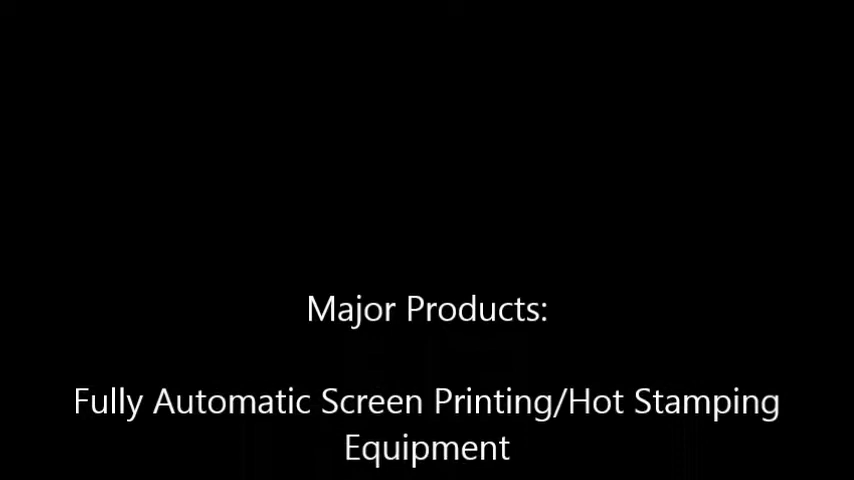 Major Products:
Fully Automatic Screen Printing/Hot Stamping
Equipment